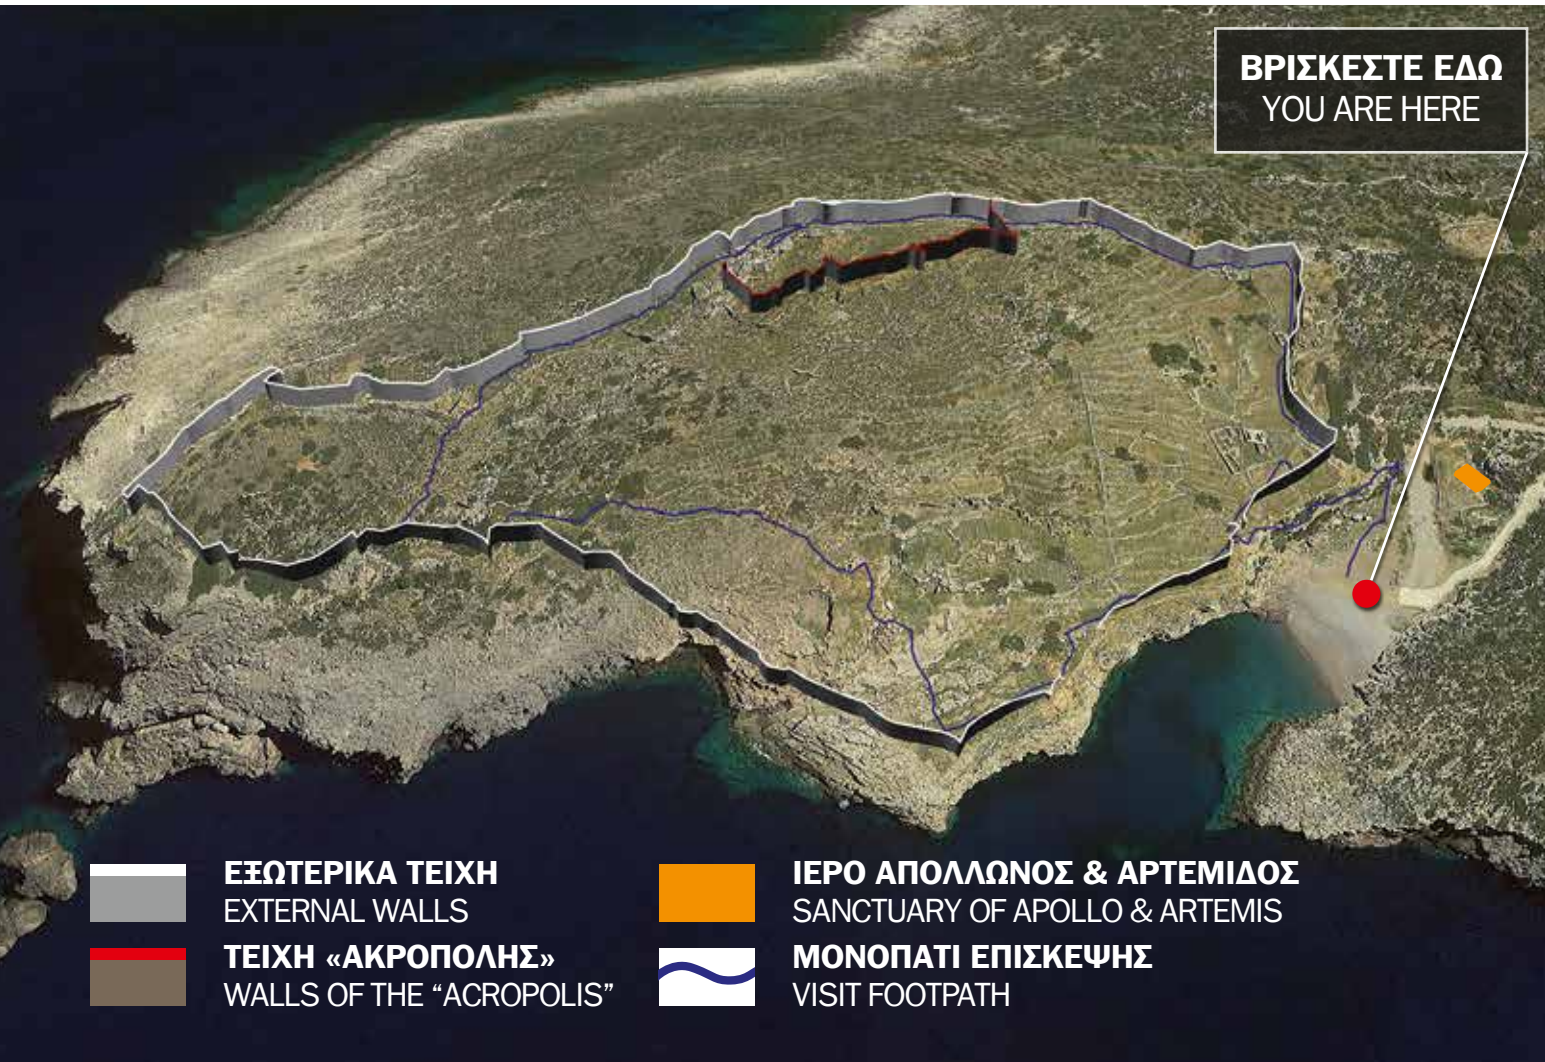 ΒΡΙΣΚΕΣΤΕ ΕΔΩ
YOU ARE HERE
ΕΞΩΤΕΡΙΚΑ ΤΕΙΧΗ
EXTERNAL WALLS
ΤΕΙΧΗ «ΑΚΡΟΠΟΛΗΣ»
WALLS OF THE “ACROPOLIS”
ΙΕΡΟ ΑΠΟΛΛΩΝΟΣ & ΑΡΤΕΜΙΔΟΣ
SANCTUARY OF APOLLO & ARTEMIS
ΜΟΝΟΠΑΤΙ ΕΠΙΣΚΕΨΗΣ
VISIT FOOTPATH